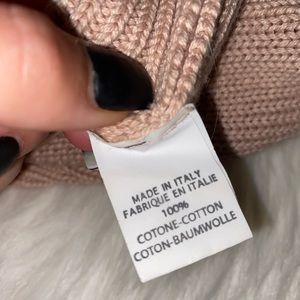 MADE IN ITALY
FABRIQUE EN ITALIE
100%
COTONE-COTTON
COTON-BAUMWOLLE